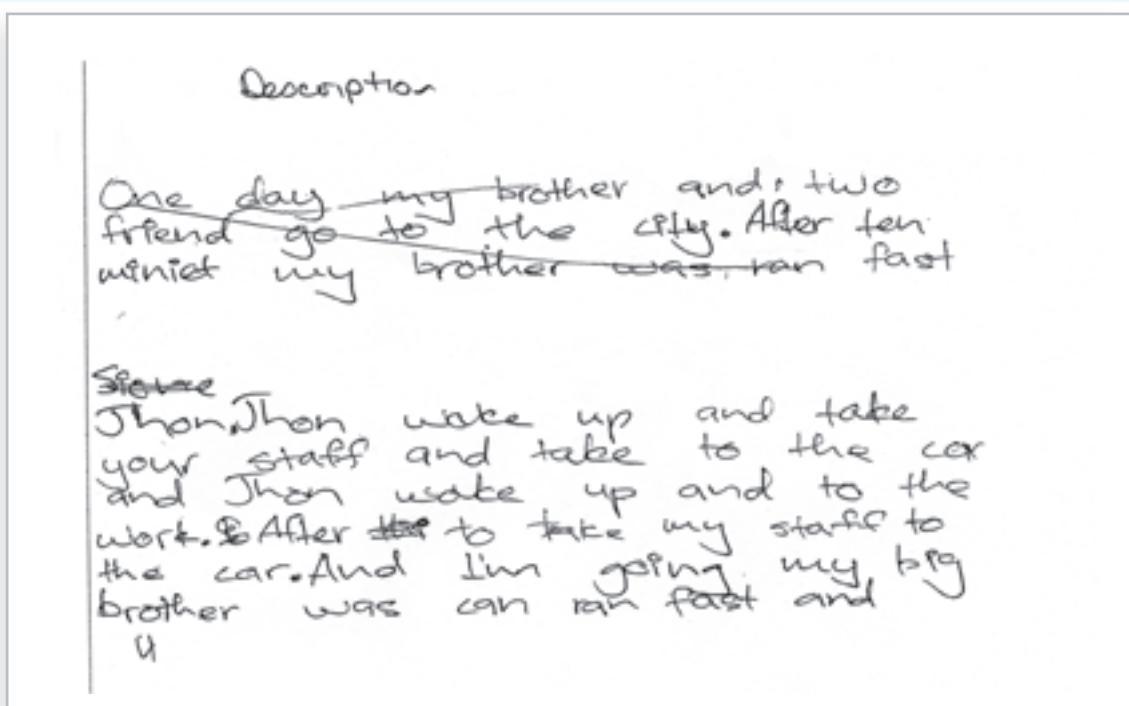 Description
One day my brother and two
friend go to the city. After ten
miniet my brother was ran fast
Jhon, Jhon wake up and take
your staff and take to the car
and Jhon wake up and to the
work. After to take my staff to
the car. And I'm going my big
brother was can ran fast and